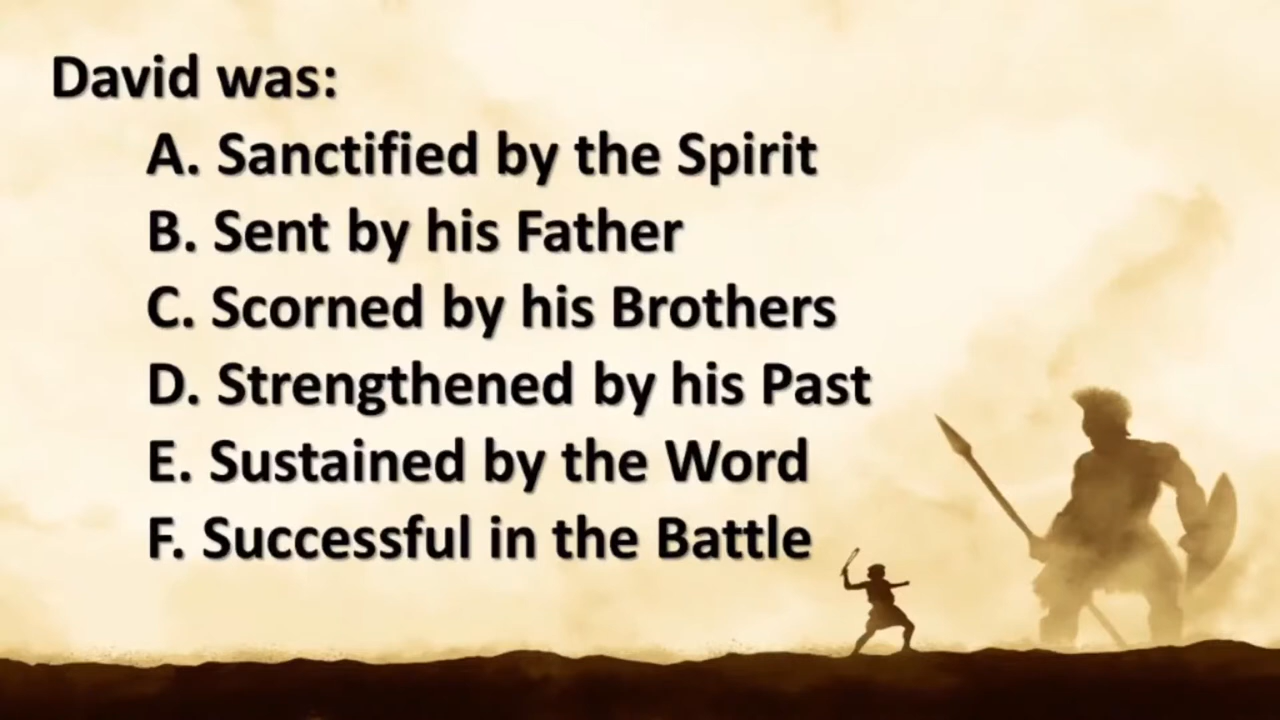 David was:
A. Sanctified by the Spirit
B. Sent by his Father
C. Scorned by his Brothers
D. Strengthened by his Past
E. Sustained by the Word
F. Successful in the Battle